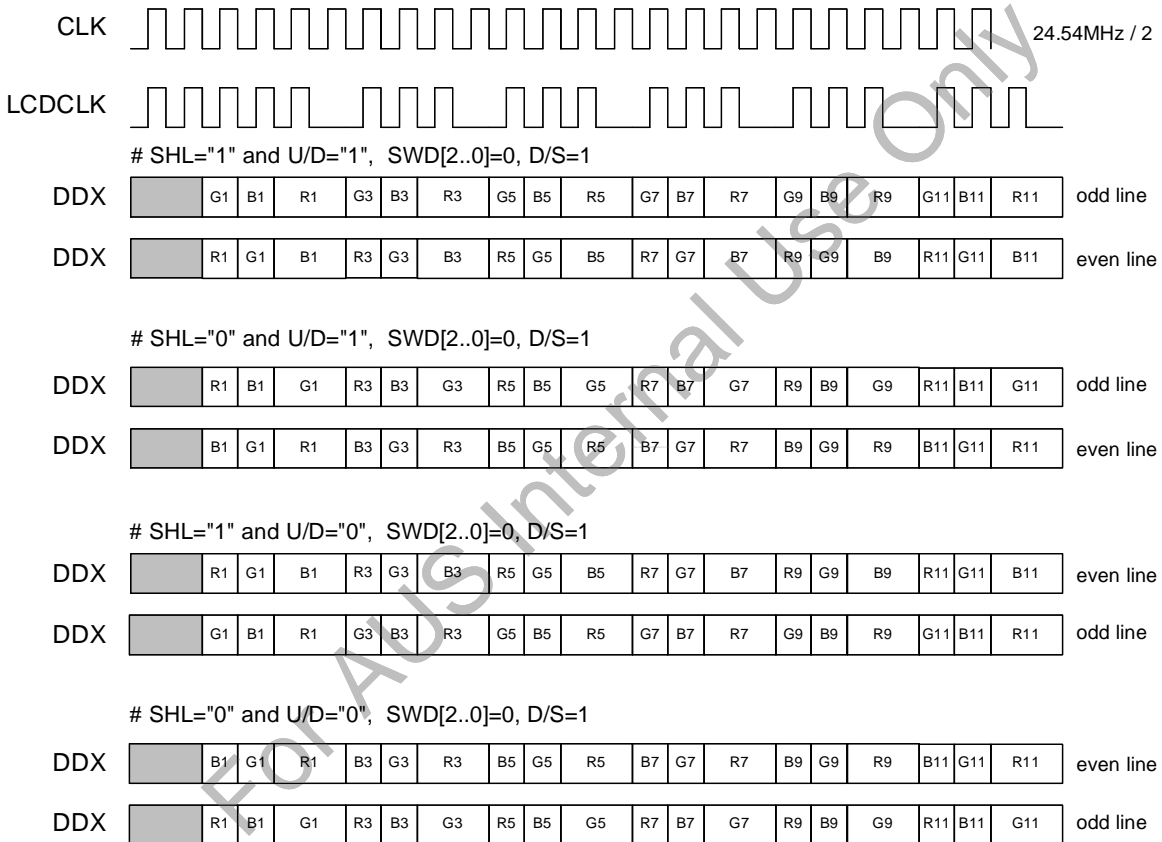 CLK 24.54MHz / 2
LCDCLK
# SHL="1" and U/D="1", SWD[2..0]=0, D/S=1
DDX G1 B1 R1 G3 B3 R3 G5 B5 R5 G7 B7 R7 G9 B9 R9 G11 B11 R11 odd line
DDX R1 G1 B1 R3 G3 B3 R5 G5 B5 R7 G7 B7 R9 G9 B9 R11 G11 B11 even line
# SHL="0" and U/D="1", SWD[2..0]=0, D/S=1
DDX R1 B1 G1 R3 B3 G3 R5 B5 G5 R7 B7 G7 R9 B9 G9 R11 B11 G11 odd line
DDX B1 G1 R1 B3 G3 R3 B5 G5 R5 B7 G7 R7 B9 G9 R9 B11 G11 R11 even line
# SHL="1" and U/D="0", SWD[2..0]=0, D/S=1
DDX R1 G1 B1 R3 G3 B3 R5 G5 B5 R7 G7 B7 R9 G9 B9 R11 G11 B11 even line
DDX G1 B1 R1 G3 B3 R3 G5 B5 R5 G7 B7 R7 G9 B9 R9 G11 B11 R11 odd line
# SHL="0" and U/D="0", SWD[2..0]=0, D/S=1
DDX B1 G1 R1 B3 G3 R3 B5 G5 R5 B7 G7 R7 B9 G9 R9 B11 G11 R11 even line
DDX R1 B1 G1 R3 B3 G3 R5 B5 G5 R7 B7 G7 R9 B9 G9 R11 B11 G11 odd line
For AUS Internal Use Only